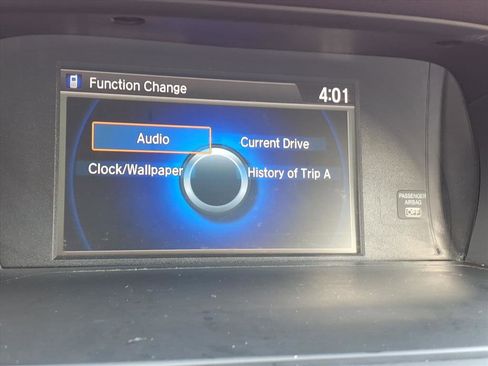 Function Change
4:01
Audio
Current Drive
Clock/Wallpaper
History of Trip A
PASSENGER
AIRBAG
OFF